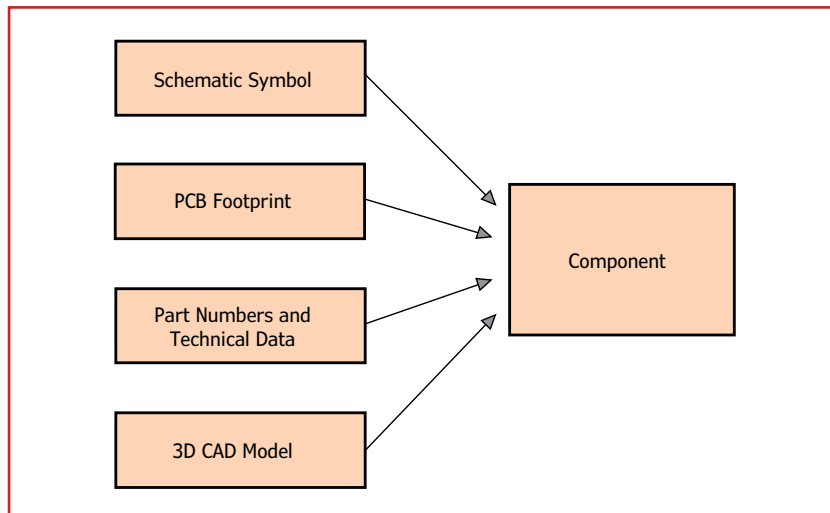 Schematic Symbol
PCB Footprint
Component
Part Numbers and
Technical Data
3D CAD Model